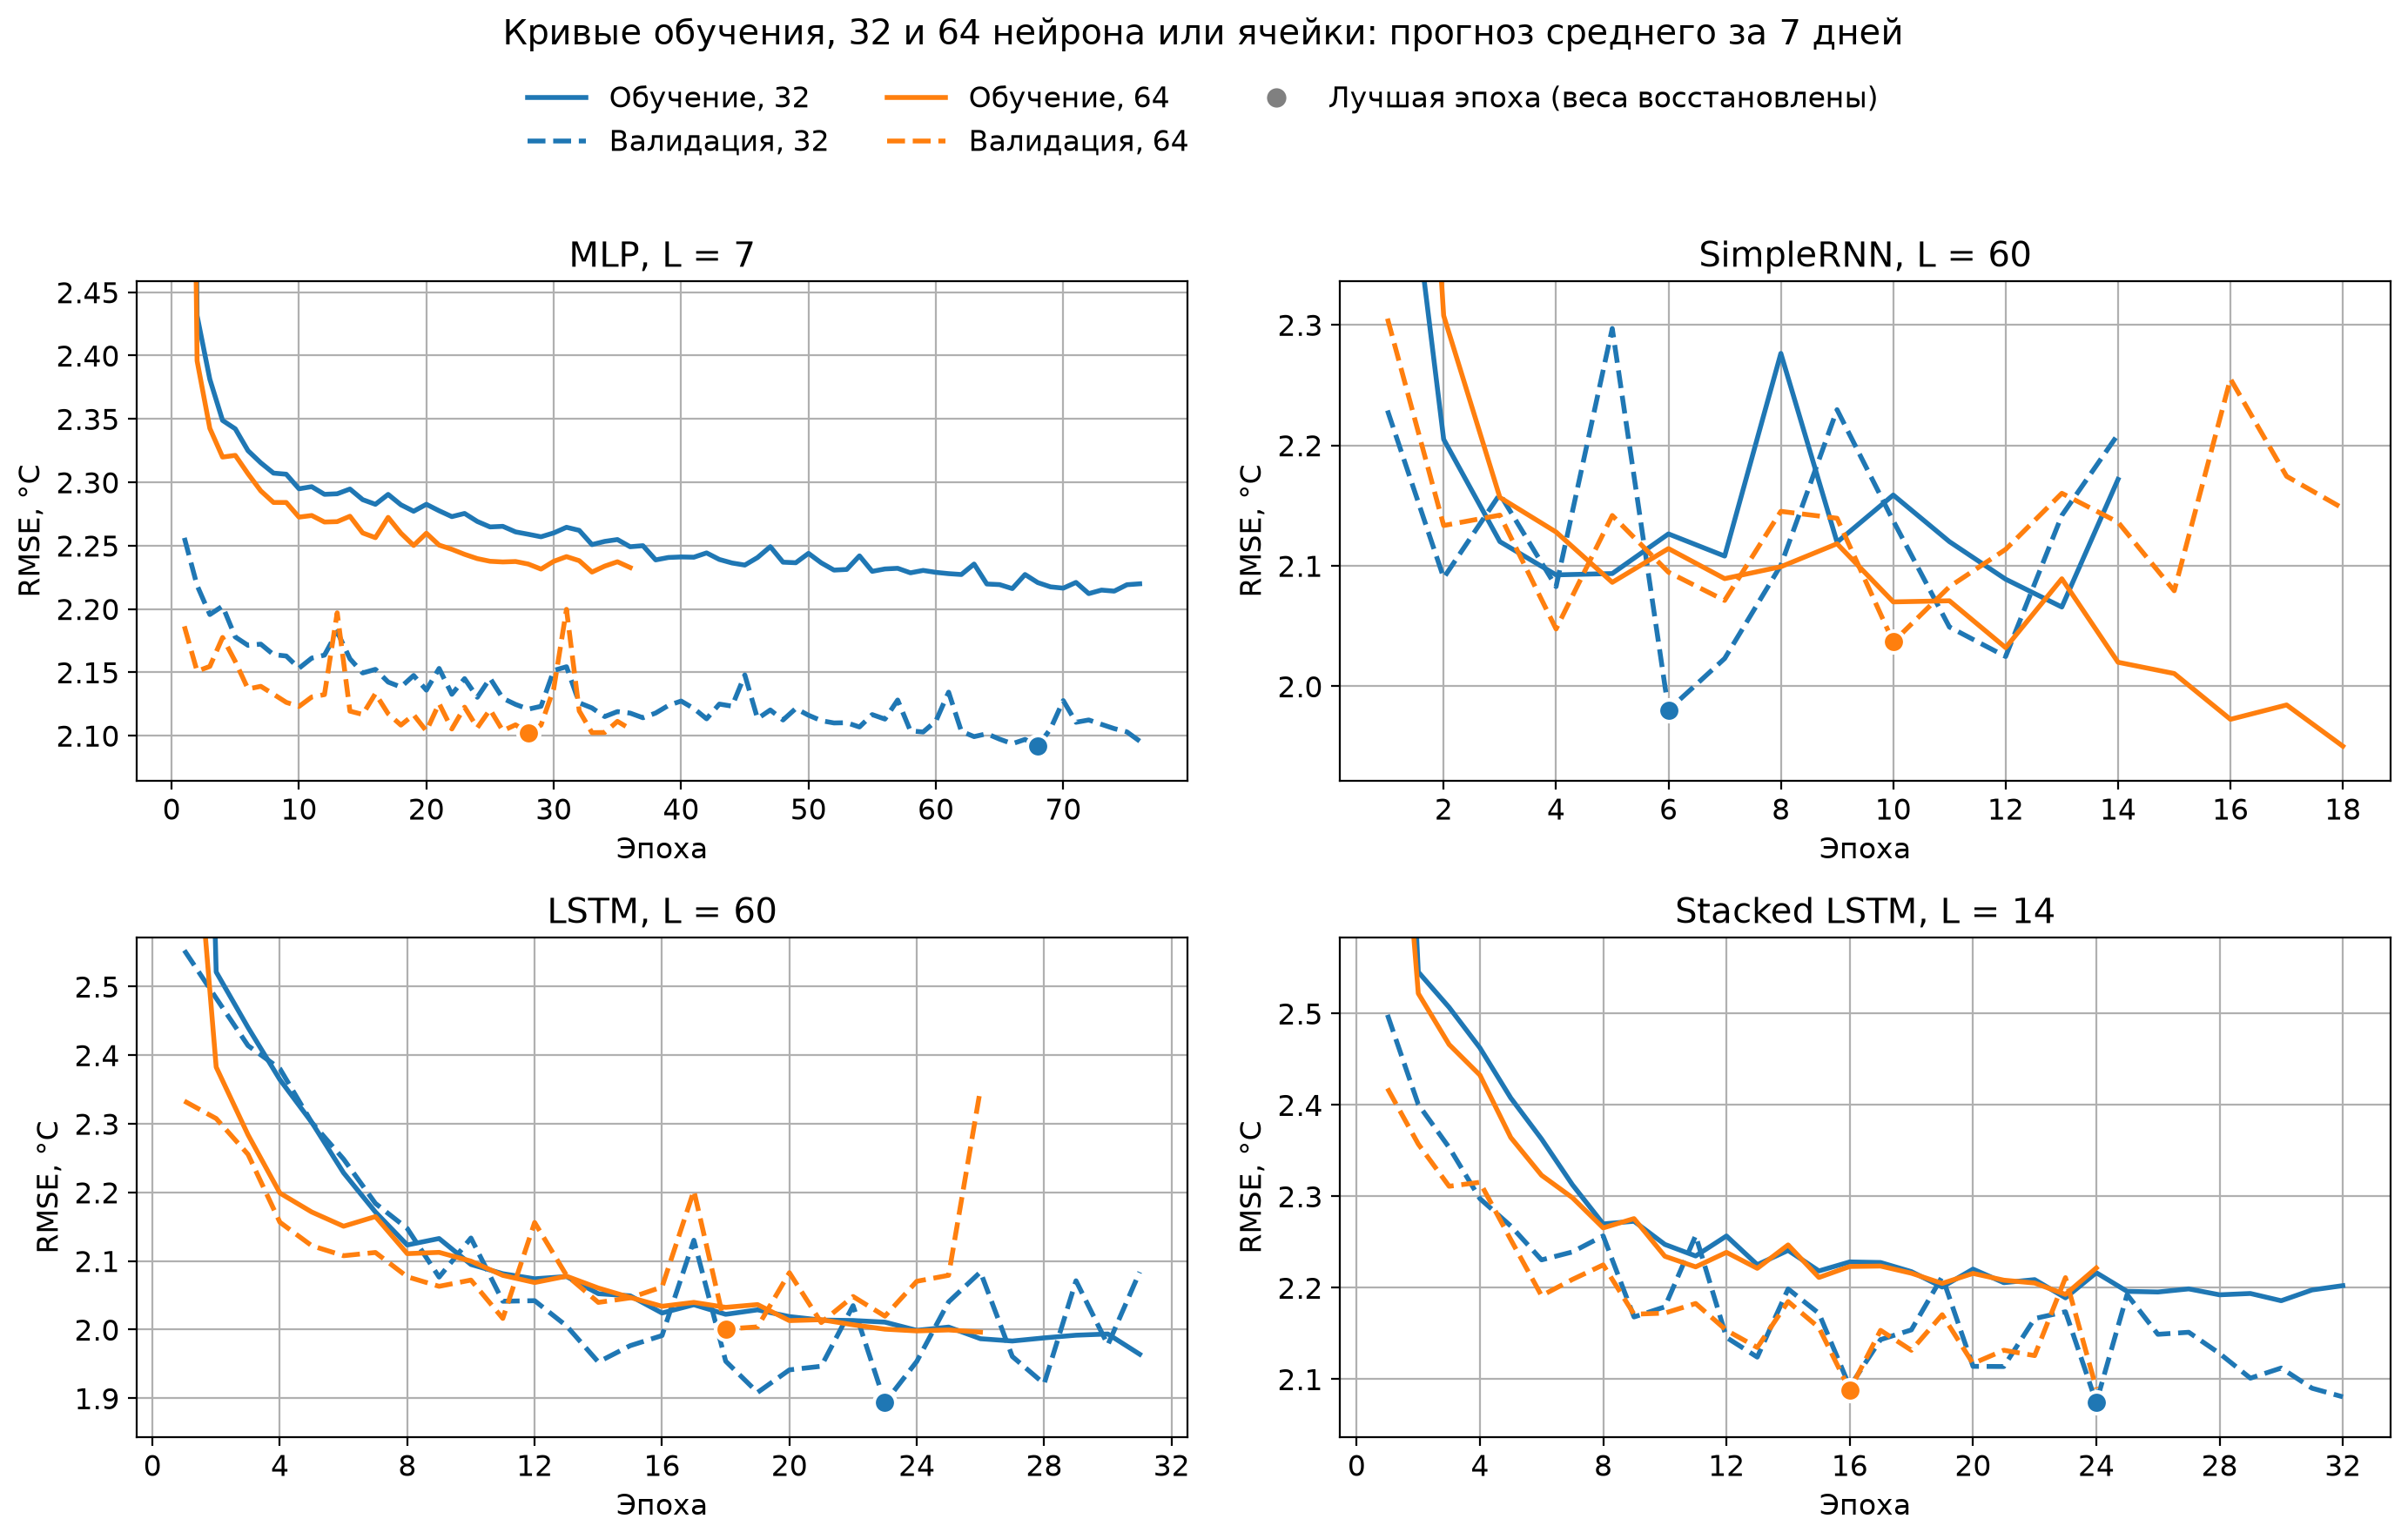 Кривые обучения, 32 и 64 нейрона или ячейки: прогноз среднего за 7 дней
Обучение, 32
Валидация, 32
Обучение, 64
Валидация, 64
Лучшая эпоха (веса восстановлены)
MLP, L = 7
RMSE, °C
2.45
2.40
2.35
2.30
2.25
2.20
2.15
2.10
0 10 20 30 40 50 60 70
Эпоха
SimpleRNN, L = 60
RMSE, °C
2.3
2.2
2.1
2.0
2 4 6 8 10 12 14 16 18
Эпоха
LSTM, L = 60
RMSE, °C
2.5
2.4
2.3
2.2
2.1
2.0
1.9
0 4 8 12 16 20 24 28 32
Эпоха
Stacked LSTM, L = 14
RMSE, °C
2.5
2.4
2.3
2.2
2.1
0 4 8 12 16 20 24 28 32
Эпоха